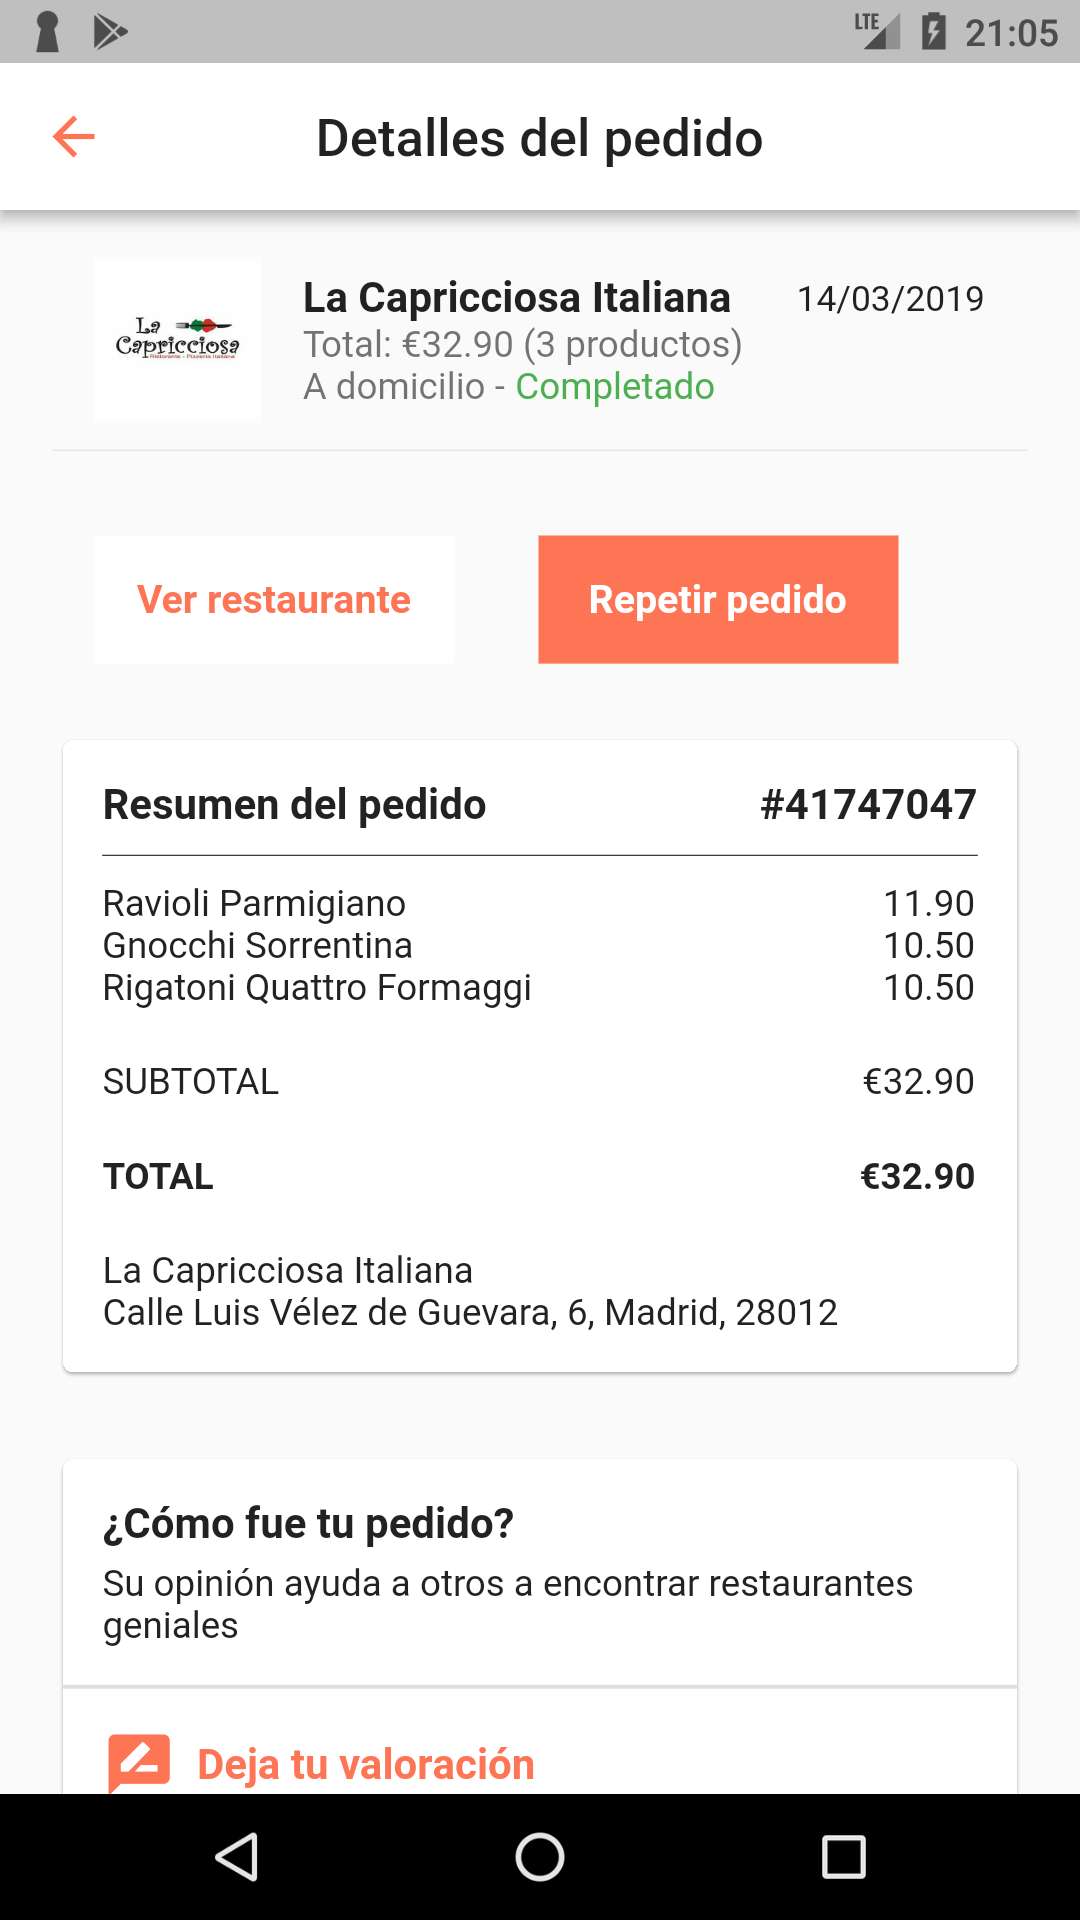 LTE 21:05
Detalles del pedido
La Capricciosa
Ristorante - Pizzeria Italiana
La Capricciosa Italiana 14/03/2019
Total: €32.90 (3 productos)
A domicilio - Completado
Ver restaurante Repetir pedido
Resumen del pedido #41747047
Ravioli Parmigiano 11.90
Gnocchi Sorrentina 10.50
Rigatoni Quattro Formaggi 10.50
SUBTOTAL €32.90
TOTAL €32.90
La Capricciosa Italiana
Calle Luis Vélez de Guevara, 6, Madrid, 28012
¿Cómo fue tu pedido?
Su opinión ayuda a otros a encontrar restaurantes
geniales
Deja tu valoración